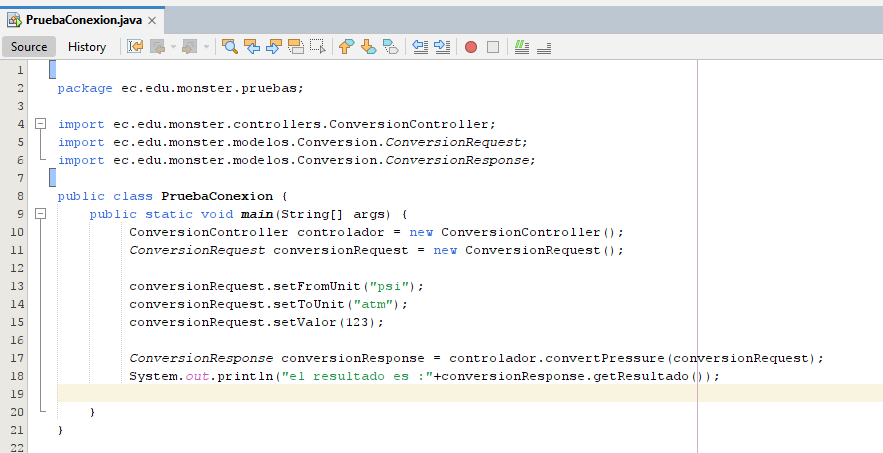 PruebaConexion.java
Source History
1
2 package ec.edu.monster.pruebas;
3
4 import ec.edu.monster.controllers.ConversionController;
5 import ec.edu.monster.modelos.Conversion.ConversionRequest;
6 import ec.edu.monster.modelos.Conversion.ConversionResponse;
7
8 public class PruebaConexion {
9 public static void main(String[] args) {
10 ConversionController controlador = new ConversionController();
11 ConversionRequest conversionRequest = new ConversionRequest();
12
13 conversionRequest.setFromUnit("psi");
14 conversionRequest.setToUnit("atm");
15 conversionRequest.setValor(123);
16
17 ConversionResponse conversionResponse = controlador.convertPressure(conversionRequest);
18 System.out.println("el resultado es :"+conversionResponse.getResultado());
19
20 }
21 }
22